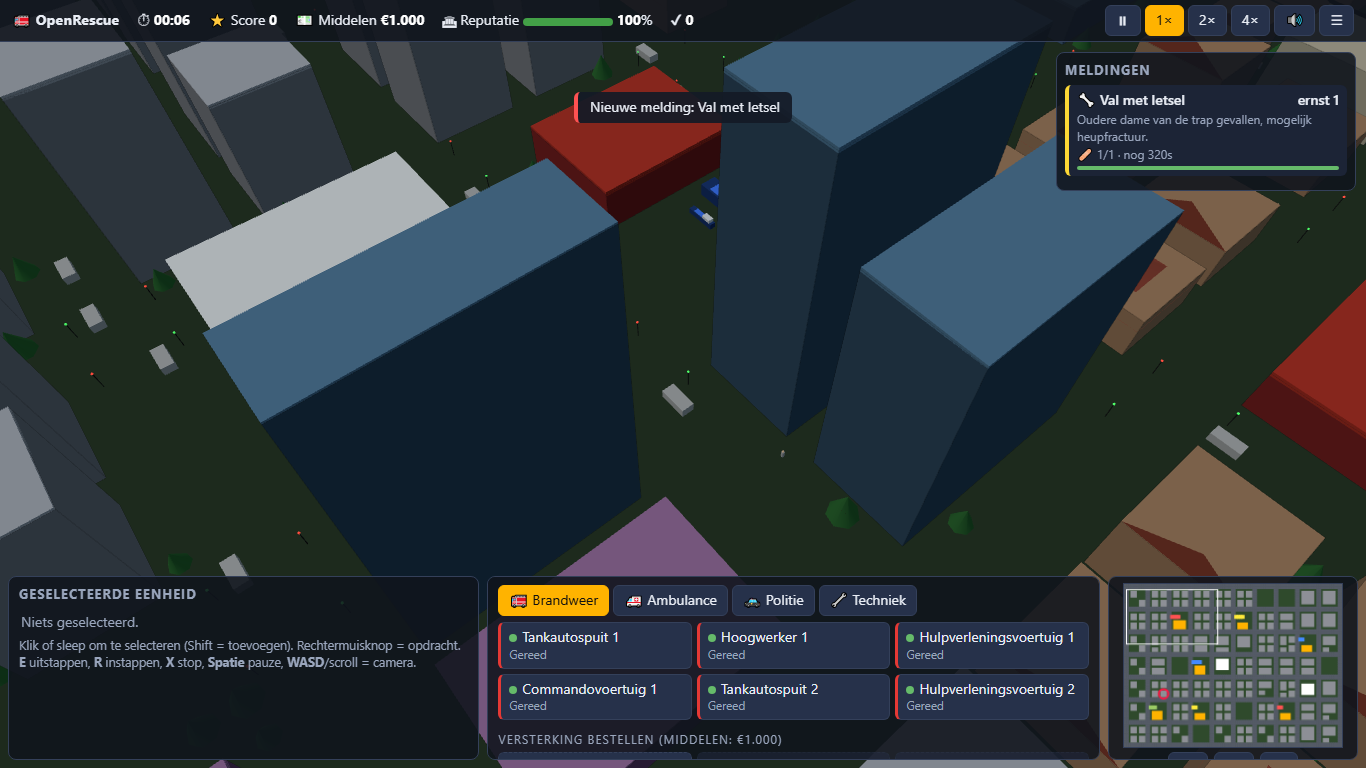 OpenRescue 00:06 Score 0 Middelen €1.000 Reputatie 100% ✓ 0
1× 2× 4×
Nieuwe melding: Val met letsel
MELDINGEN
Val met letsel ernst 1
Oudere dame van de trap gevallen, mogelijk
heupfractuur.
1/1 · nog 320s
GESELECTEERDE EENHEID
Niets geselecteerd.
Klik of sleep om te selecteren (Shift = toevoegen). Rechtermuisknop = opdracht.
E uitstappen, R instappen, X stop, Spatie pauze, WASD/scroll = camera.
Brandweer Ambulance Politie Techniek
Tankautospuit 1
Gereed
Hoogwerker 1
Gereed
Hulpverleningsvoertuig 1
Gereed
Commandovoertuig 1
Gereed
Tankautospuit 2
Gereed
Hulpverleningsvoertuig 2
Gereed
VERSTERKING BESTELLEN (MIDDELEN: €1.000)